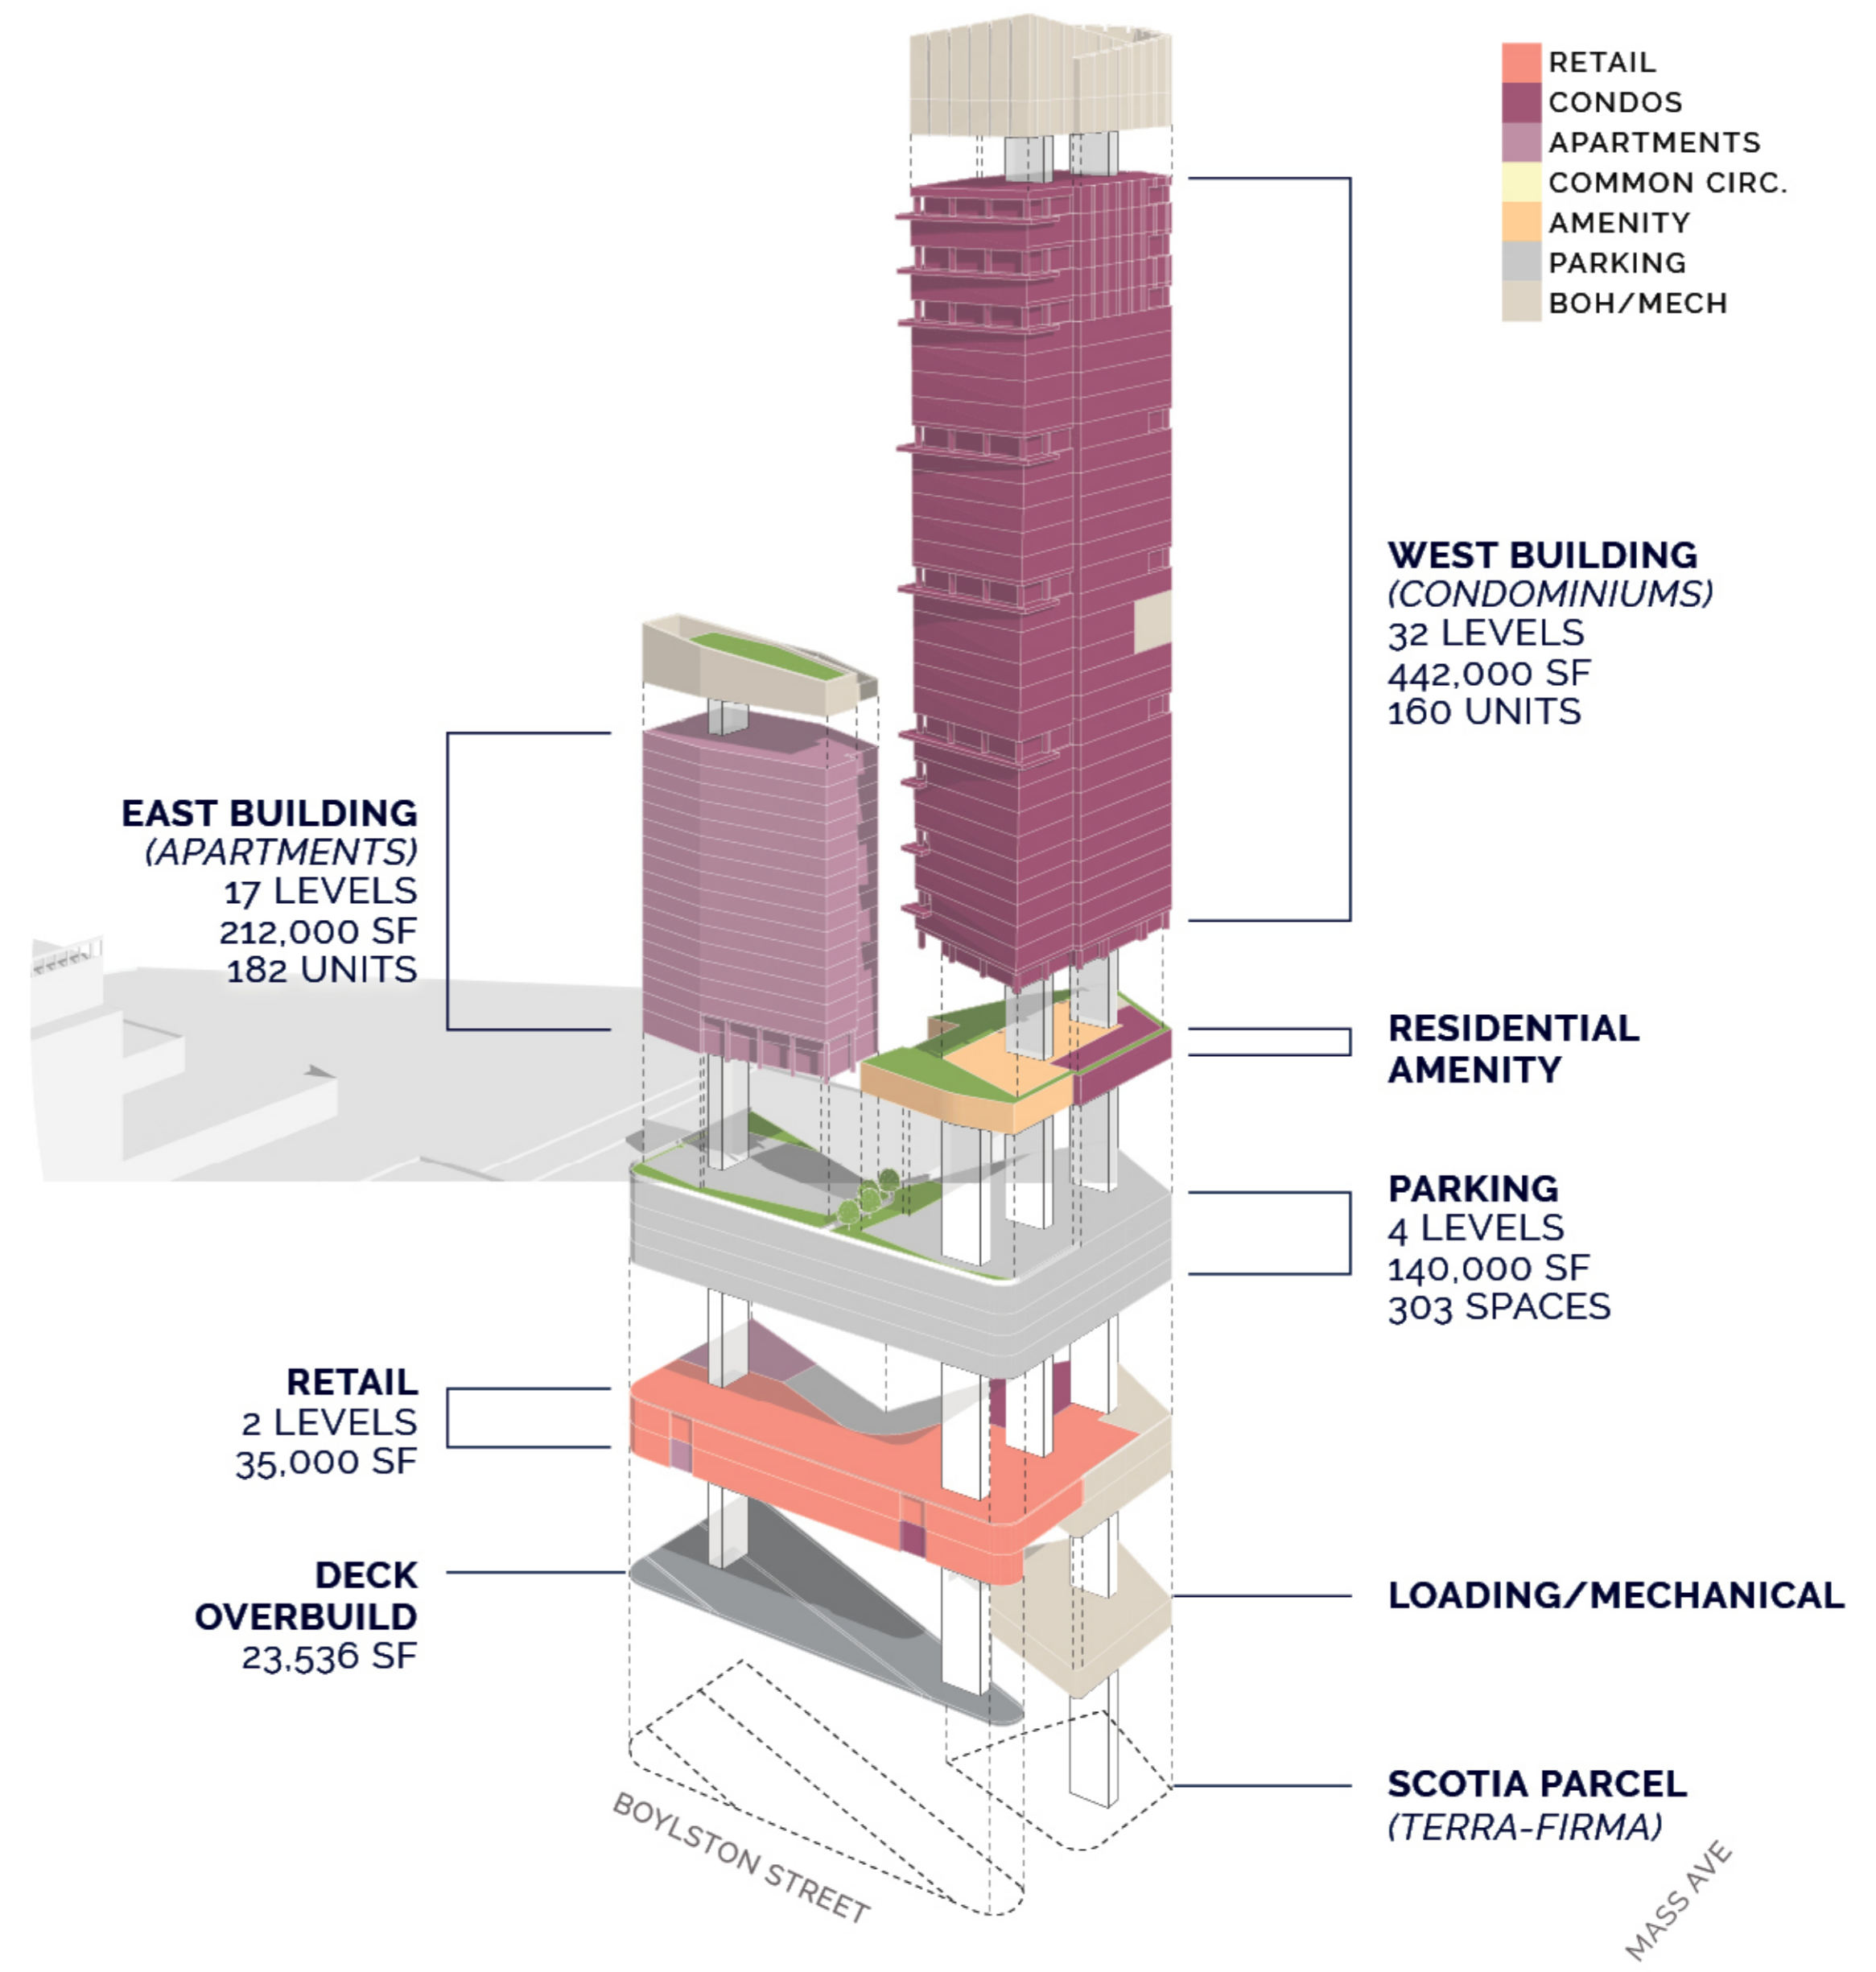 RETAIL
CONDOS
APARTMENTS
COMMON CIRC.
AMENITY
PARKING
BOH/MECH
WEST BUILDING
(CONDOMINIUMS)
32 LEVELS
442,000 SF
160 UNITS
EAST BUILDING
(APARTMENTS)
17 LEVELS
212,000 SF
182 UNITS
RESIDENTIAL
AMENITY
PARKING
4 LEVELS
140,000 SF
303 SPACES
RETAIL
2 LEVELS
35,000 SF
DECK
OVERBUILD
23,536 SF
LOADING/MECHANICAL
SCOTIA PARCEL
(TERRA-FIRMA)
BOYLSTON STREET
MASS AVE